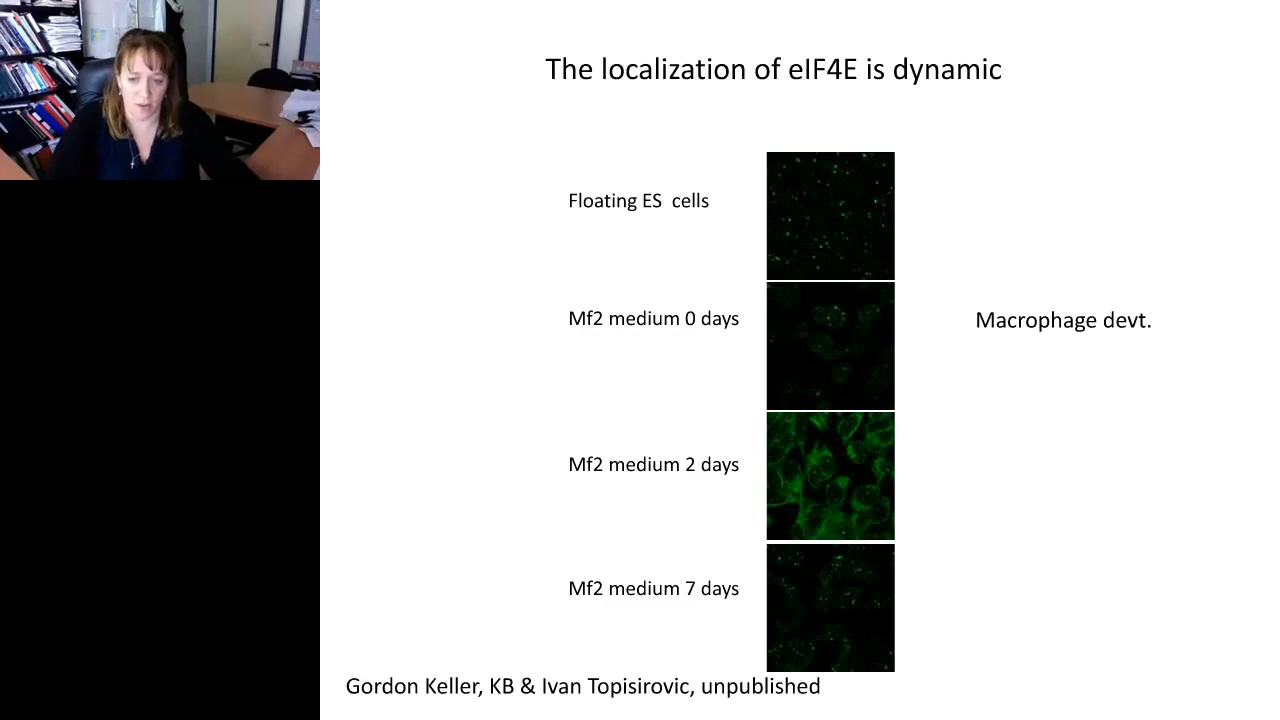 The localization of eIF4E is dynamic
Floating ES cells
Mf2 medium 0 days
Macrophage devt.
Mf2 medium 2 days
Mf2 medium 7 days
Gordon Keller, KB & Ivan Topisirovic, unpublished